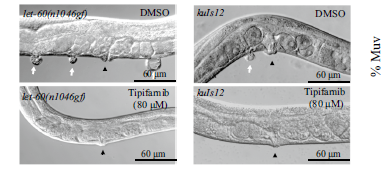 let-60(n1046gf) DMSO
60 μm
kuIs12 DMSO
60 μm
let-60(n1046gf) Tipifarnib
(80 μM)
60 μm
kuIs12 Tipifarnib
(80 μM)
60 μm
% Muv